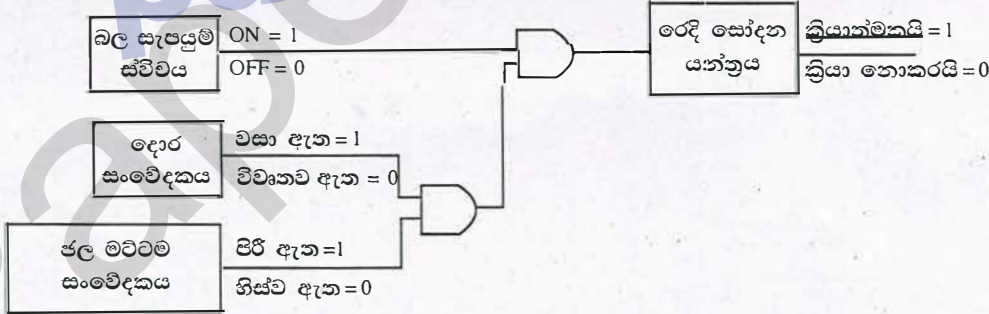 බල සැපයුම්
ස්විචය
ON = 1
OFF = 0
රෙදි සෝදන
යන්ත්‍රය
ක්‍රියාත්මකයි = 1
ක්‍රියා නොකරයි = 0
දොර
සංවේදකය
වසා ඇත = 1
විවෘතව ඇත = 0
ජල මට්ටම
සංවේදකය
පිරී ඇත = 1
හිස්ව ඇත = 0